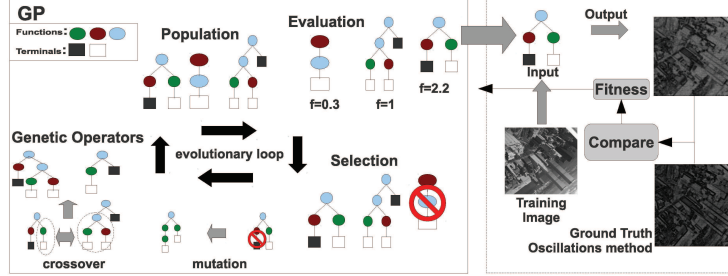 GP
Functions:
Terminals:
Population
Evaluation
f=0.3
f=1
f=2.2
Input
Output
Fitness
Compare
Training
Image
Ground Truth
Oscillations method
Genetic Operators
evolutionary loop
Selection
crossover
mutation